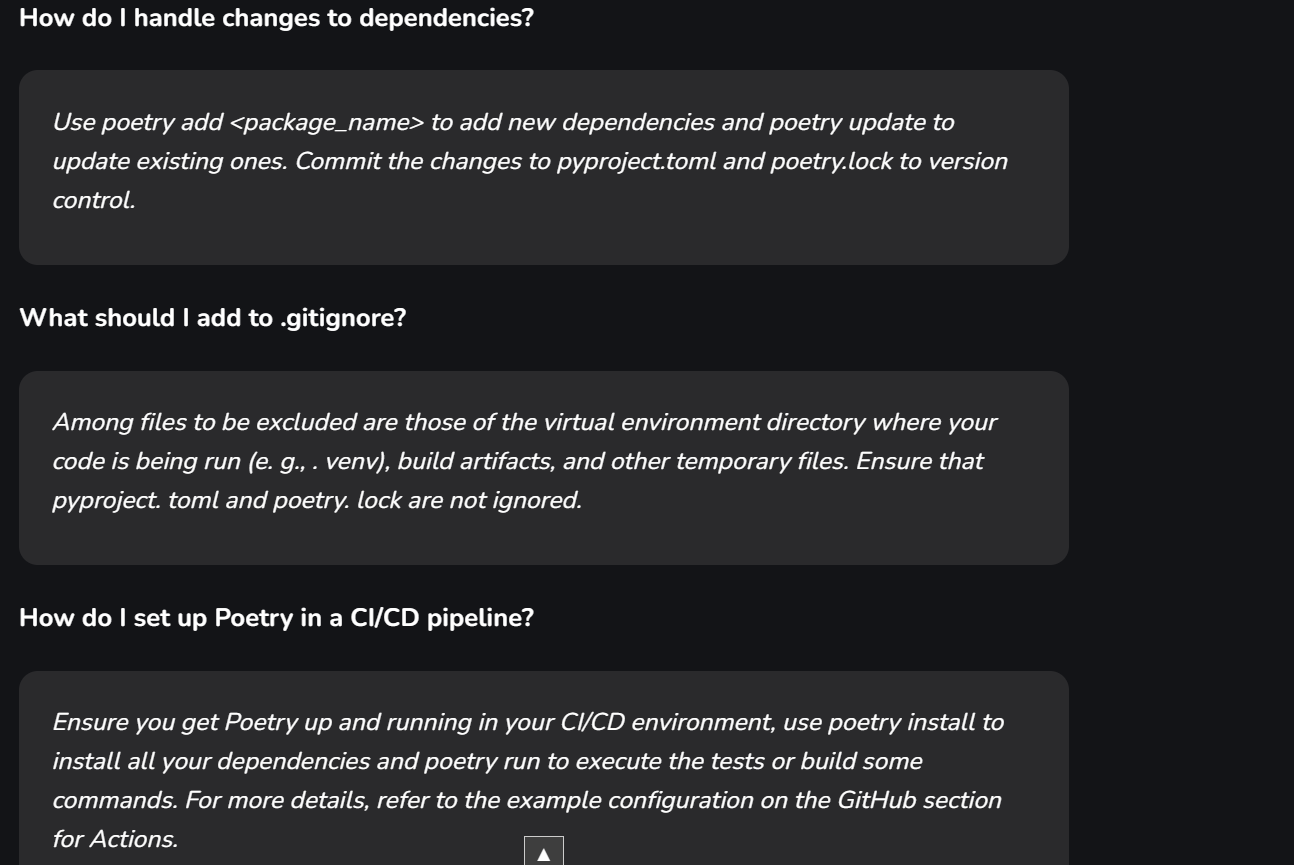 How do I handle changes to dependencies?
Use poetry add <package_name> to add new dependencies and poetry update to
update existing ones. Commit the changes to pyproject.toml and poetry.lock to version
control.
What should I add to .gitignore?
Among files to be excluded are those of the virtual environment directory where your
code is being run (e. g., . venv), build artifacts, and other temporary files. Ensure that
pyproject. toml and poetry. lock are not ignored.
How do I set up Poetry in a CI/CD pipeline?
Ensure you get Poetry up and running in your CI/CD environment, use poetry install to
install all your dependencies and poetry run to execute the tests or build some
commands. For more details, refer to the example configuration on the GitHub section
for Actions.